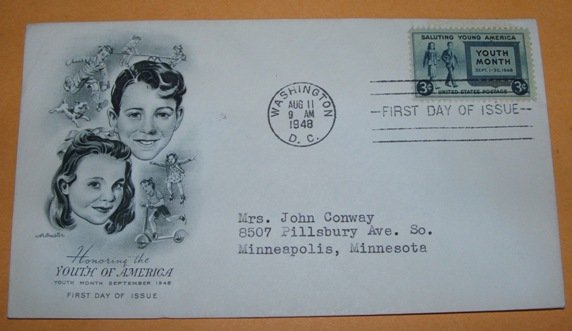 SALUTING YOUNG AMERICA
YOUTH
MONTH
SEPT. 1-30, 1948
3¢ 3¢
UNITED STATES POSTAGE
WASHINGTON
AUG 11
9 AM
1948
D. C.
FIRST DAY OF ISSUE
Mrs. John Conway
8507 Pillsbury Ave. So.
Minneapolis, Minnesota
Artmaster
Honoring the
YOUTH OF AMERICA
YOUTH MONTH SEPTEMBER 1948
FIRST DAY OF ISSUE